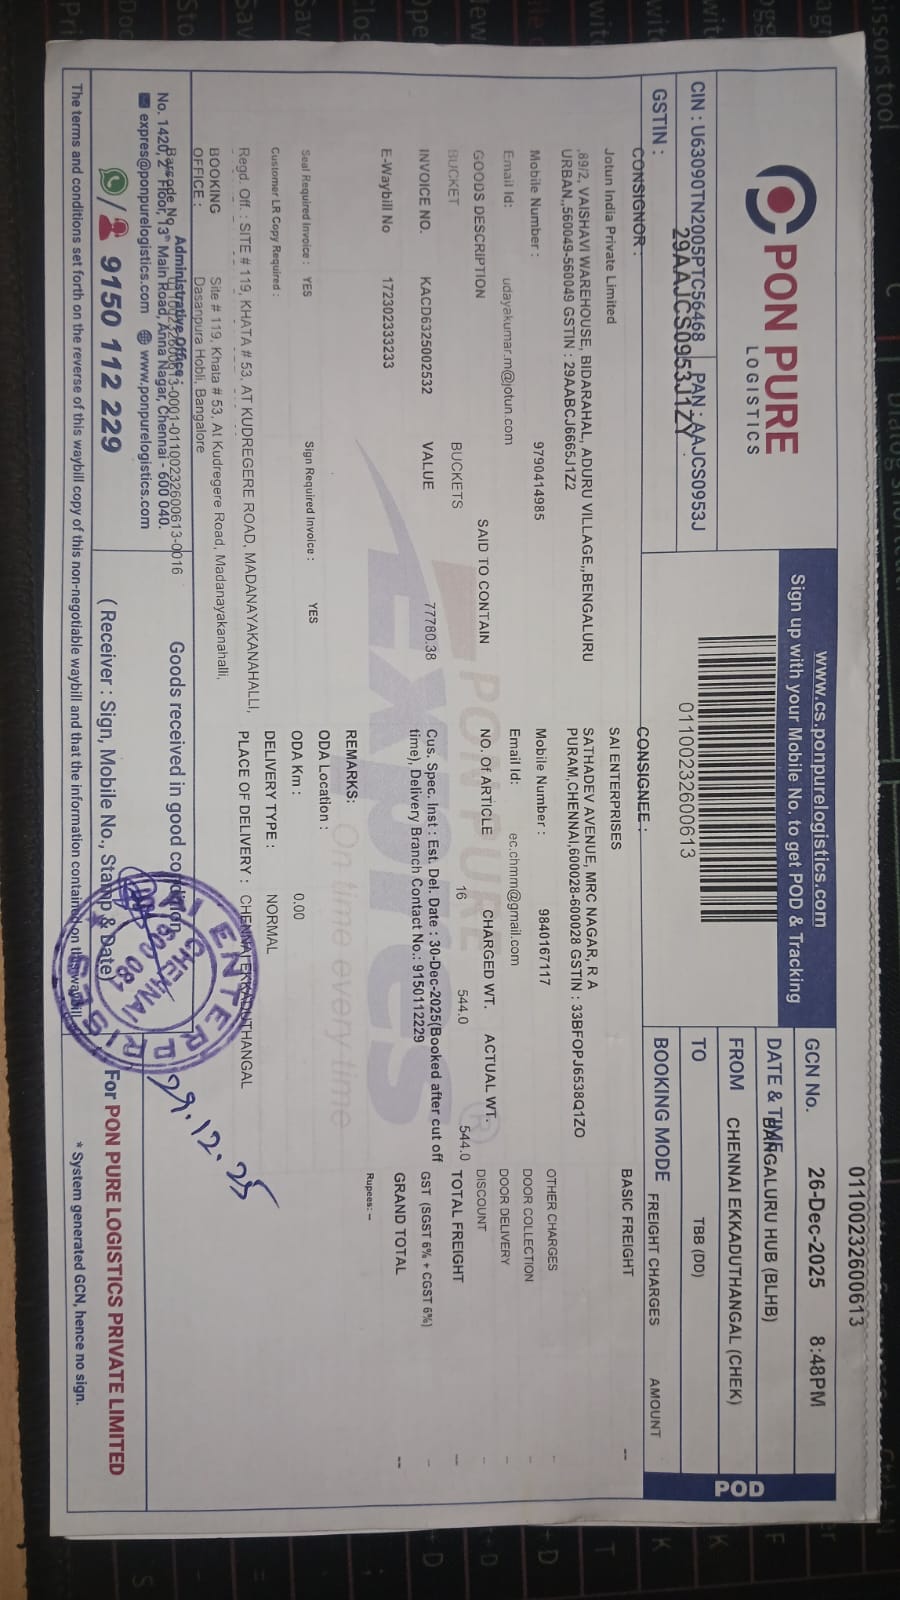 PON PURE
LOGISTICS
CIN : U63090TN2005PTC56468 PAN : AAJCS0953J
GSTIN : 29AAJCS0953J1ZY
www.cs.ponpurelogistics.com
Sign up with your Mobile No. to get POD & Tracking
01100232600613
01100232600613
GCN No.
26-Dec-2025 8:48PM
DATE & TIME
BANGALURU HUB (BLHB)
FROM CHENNAI EKKADUTHANGAL (CHEK)
TO TBB (DD)
BOOKING MODE FREIGHT CHARGES AMOUNT
POD
CONSIGNOR :
Jotun India Private Limited
,89/2, VAISHAVI WAREHOUSE, BIDARAHAL, ADURU VILLAGE,,BENGALURU
URBAN,,560049-560049 GSTIN : 29AABCJ6665J1Z2
Mobile Number : 9790414985
Email Id: udayakumar.m@jotun.com
GOODS DESCRIPTION SAID TO CONTAIN
BUCKET BUCKETS
INVOICE NO. KACD6325002532 VALUE 77780.38
E-Waybill No 172302333233
Seal Required Invoice : YES Sign Required Invoice : YES
Customer LR Copy Required :
Regd. Off. : SITE # 119, KHATA # 53, AT KUDREGERE ROAD, MADANAYAKANAHALLI,
BOOKING OFFICE : Site # 119, Khata # 53, At Kudregere Road, Madanayakanahalli,
Dasanpura Hobli, Bangalore
CONSIGNEE :
SAI ENTERPRISES
SATHADEV AVENUE, MRC NAGAR, R A
PURAM,CHENNAI,600028-600028 GSTIN : 33BFOPJ6538Q1ZO
Mobile Number : 9840167117
Email Id: ec.chmm@gmail.com
NO. Of ARTICLE CHARGED WT. ACTUAL WT.
16 544.0 544.0
Cus. Spec. Inst : Est. Del. Date : 30-Dec-2025(Booked after cut off
time), Delivery Branch Contact No.: 9150112229
REMARKS:
ODA Location :
ODA Km : 0.00
DELIVERY TYPE : NORMAL
PLACE OF DELIVERY : CHENNAI EKKADUTHANGAL
BASIC FREIGHT --
OTHER CHARGES -
DOOR COLLECTION -
DOOR DELIVERY -
DISCOUNT -
TOTAL FREIGHT --
GST (SGST 6% + CGST 6%) -
GRAND TOTAL --
Rupees: --
PONPURE
Expres
®
On time every time
Administrative Office :
Barcode No. 01100232600613-0001-01100232600613-0016
No. 1420, 2nd Floor, 13th Main Road, Anna Nagar, Chennai - 600 040.
expres@ponpurelogistics.com www.ponpurelogistics.com
/ 9150 112 229
Goods received in good condition
( Receiver : Sign, Mobile No., Stamp & Date)
ENTERPRISES
CHENNAI
29.12.25
For PON PURE LOGISTICS PRIVATE LIMITED
The terms and conditions set forth on the reverse of this waybill copy of this non-negotiable waybill and that the information contained on this waybill
* System generated GCN, hence no sign.